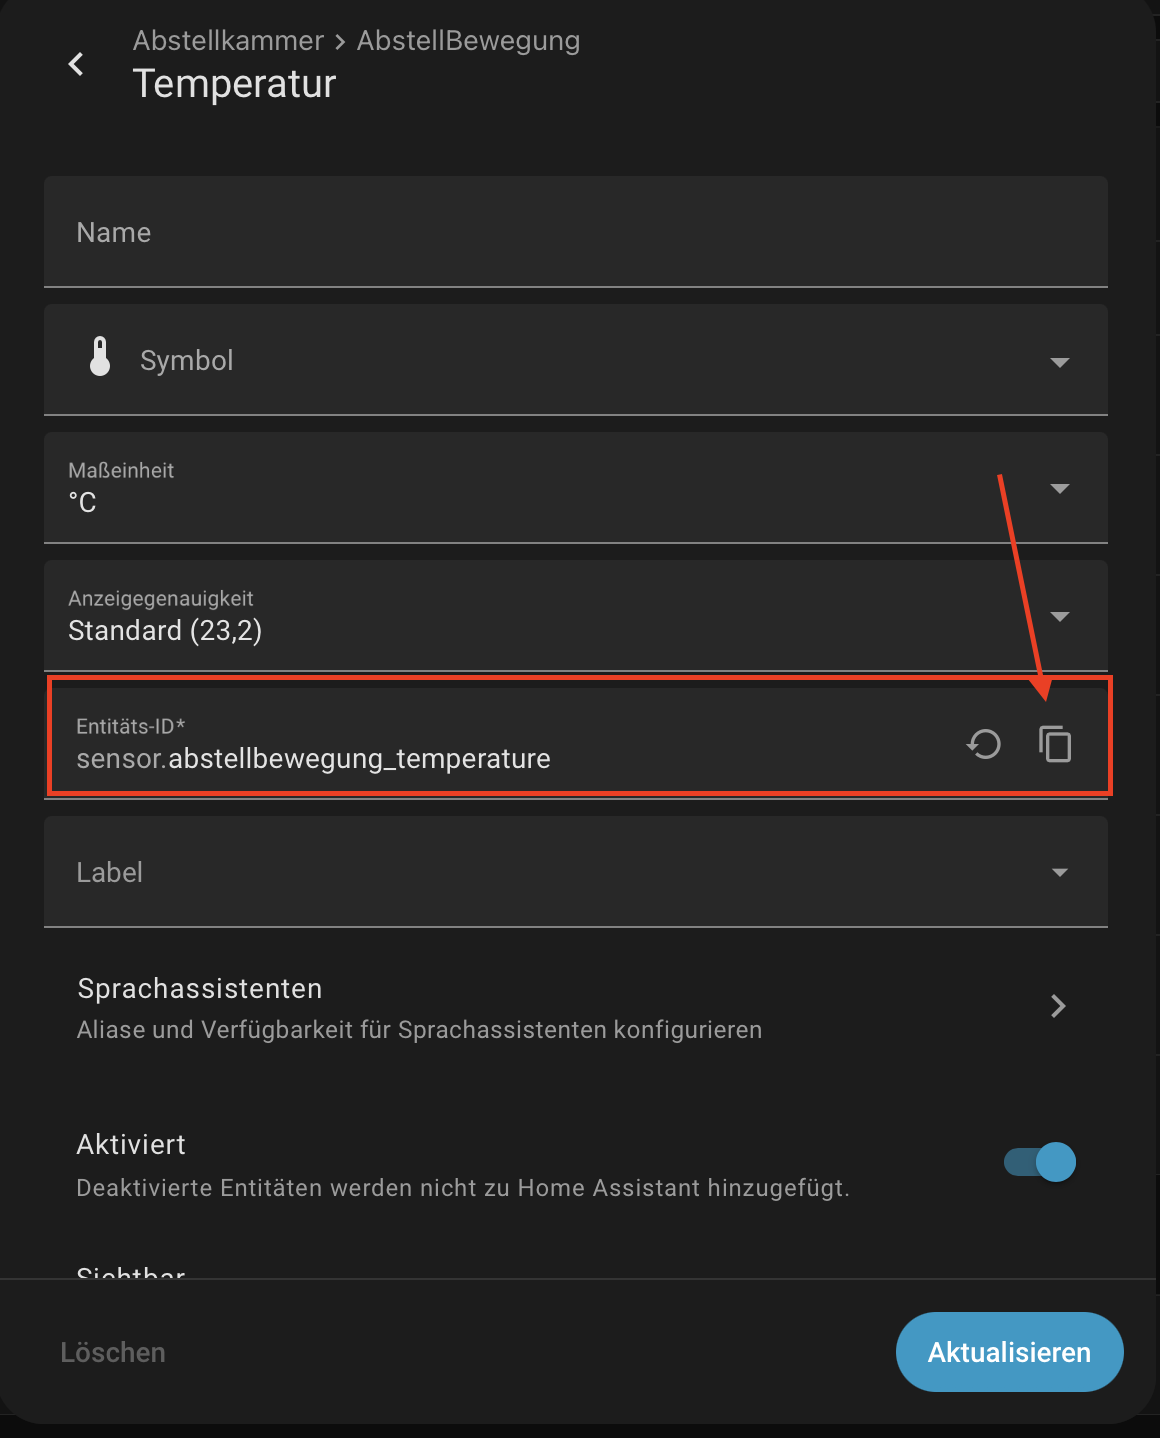 Abstellkammer > AbstellBewegung
Temperatur
Name
Symbol
Maßeinheit
°C
Anzeigegenauigkeit
Standard (23,2)
Entitäts-ID*
sensor.abstellbewegung_temperature
Label
Sprachassistenten
Aliase und Verfügbarkeit für Sprachassistenten konfigurieren
Aktiviert
Deaktivierte Entitäten werden nicht zu Home Assistant hinzugefügt.
Sichtbar
Löschen
Aktualisieren